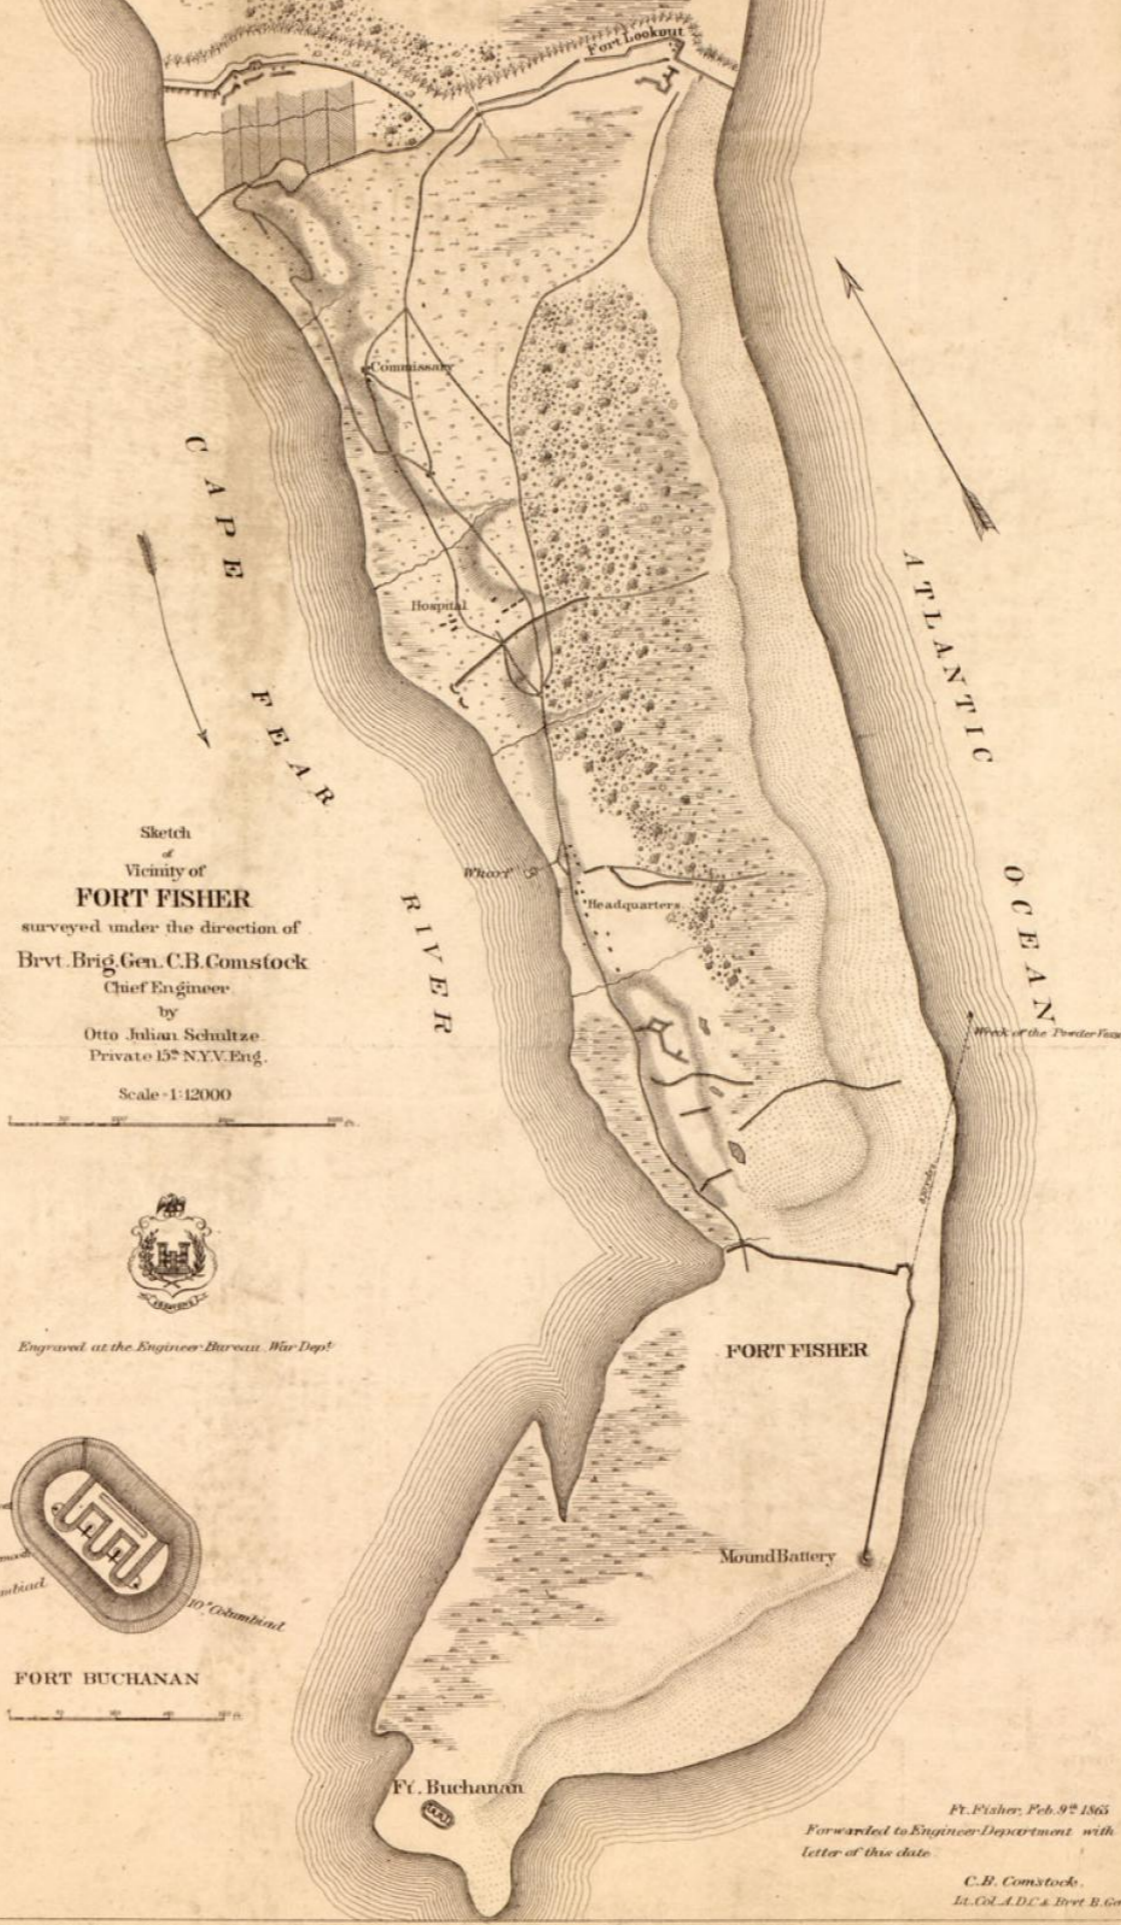 Fort Lookout
Commissary
CAPE FEAR RIVER
ATLANTIC OCEAN
Hospital
Sketch
of
Vicinity of
FORT FISHER
surveyed under the direction of
Brvt. Brig. Gen. C.B. Comstock
Chief Engineer
by
Otto Julian Schultze
Private 15th N.Y.V. Eng.
Scale 1:12000
Wharf
Headquarters
Wreck of the Powder
Engraved at the Engineer Bureau War Dept
FORT FISHER
Mound Battery
10" Columbiad
FORT BUCHANAN
Ft. Buchanan
Ft. Fisher, Feb. 9th 1865
Forwarded to Engineer Department with
letter of this date
C.B. Comstock.
Lt. Col. A.D.C. & Brvt B.